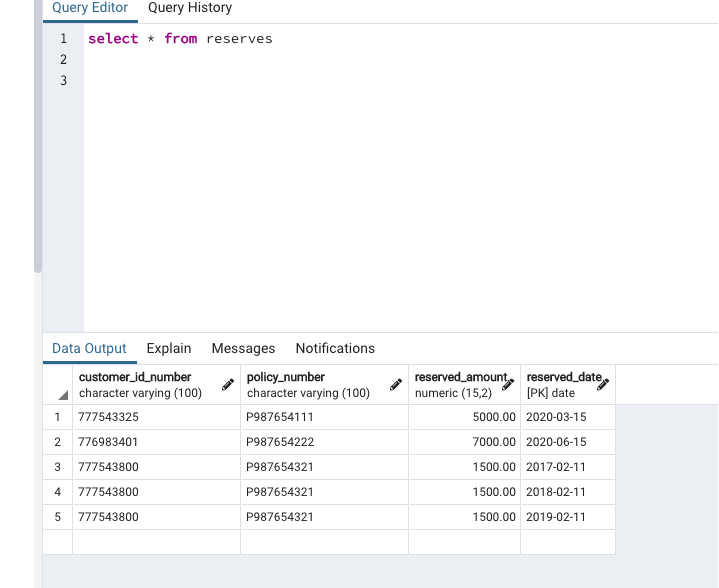 Query Editor Query History
1 select * from reserves
2
3
Data Output Explain Messages Notifications
customer_id_number policy_number reserved_amount reserved_date
character varying (100) character varying (100) numeric (15,2) [PK] date
1 777543325 P987654111 5000.00 2020-03-15
2 776983401 P987654222 7000.00 2020-06-15
3 777543800 P987654321 1500.00 2017-02-11
4 777543800 P987654321 1500.00 2018-02-11
5 777543800 P987654321 1500.00 2019-02-11